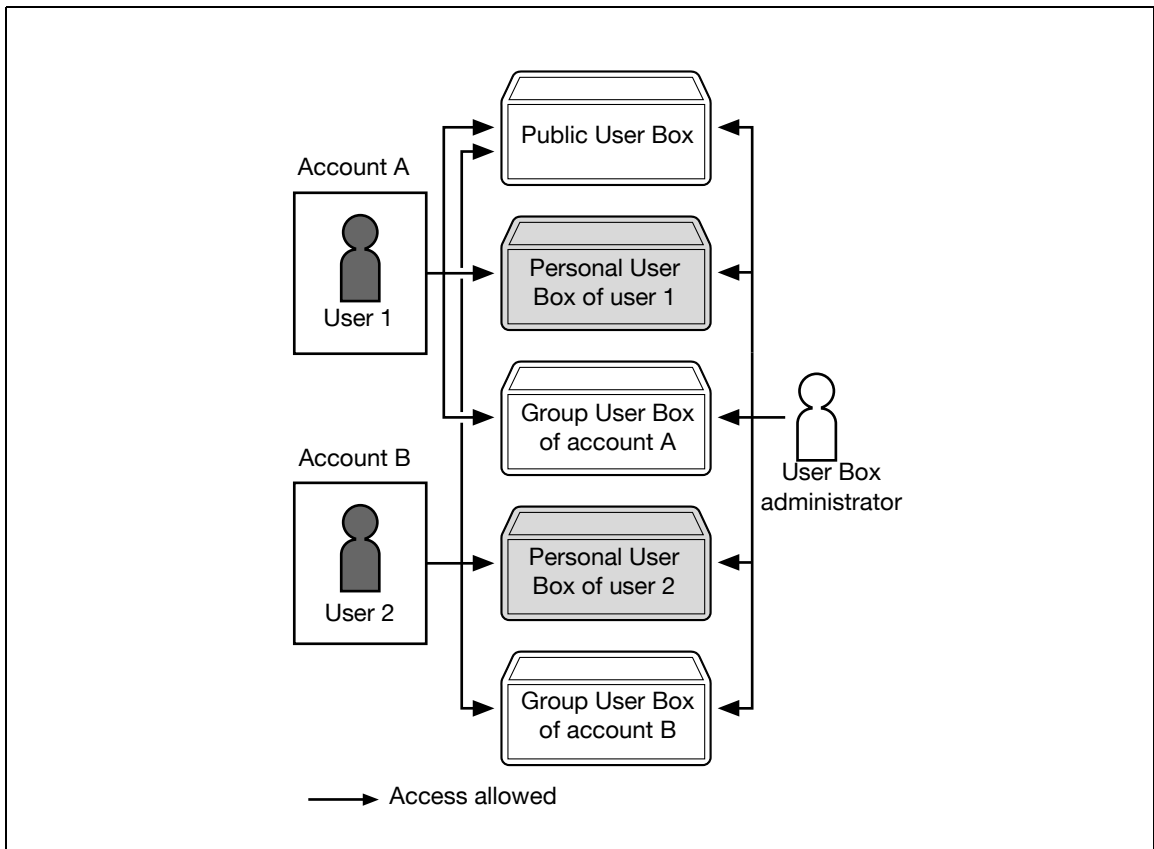 Public User Box
Account A
Personal User
Box of user 1
User 1
Group User Box
of account A
Account B
User Box
administrator
Personal User
Box of user 2
User 2
Group User Box
of account B
Access allowed